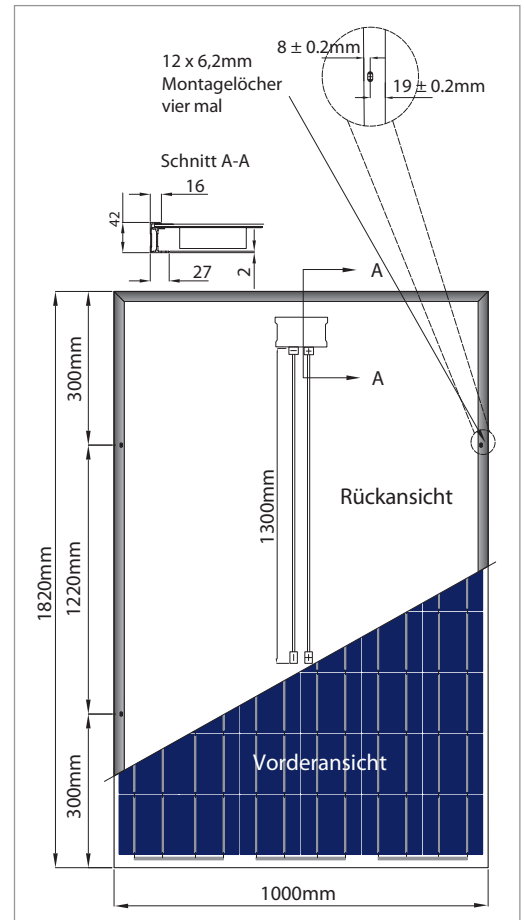 8 ± 0.2mm
12 x 6,2mm
Montagelöcher
vier mal
19 ± 0.2mm
Schnitt A-A
16
42
27
2
A
A
300mm
1300mm
Rückansicht
1820mm
1220mm
Vorderansicht
300mm
1000mm